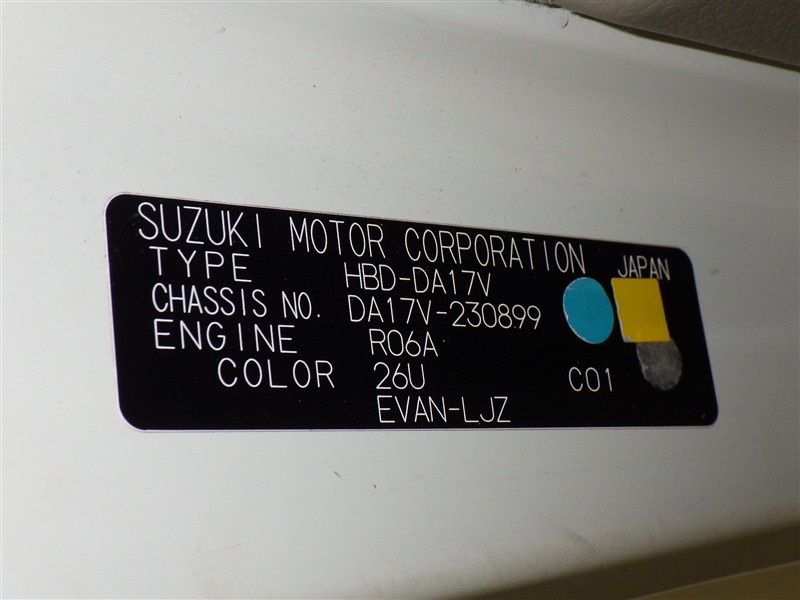 SUZUKI MOTOR CORPORATION JAPAN
TYPE HBD-DA17V
CHASSIS NO. DA17V-230899
ENGINE R06A
COLOR 26U C01
EVAN-LJZ